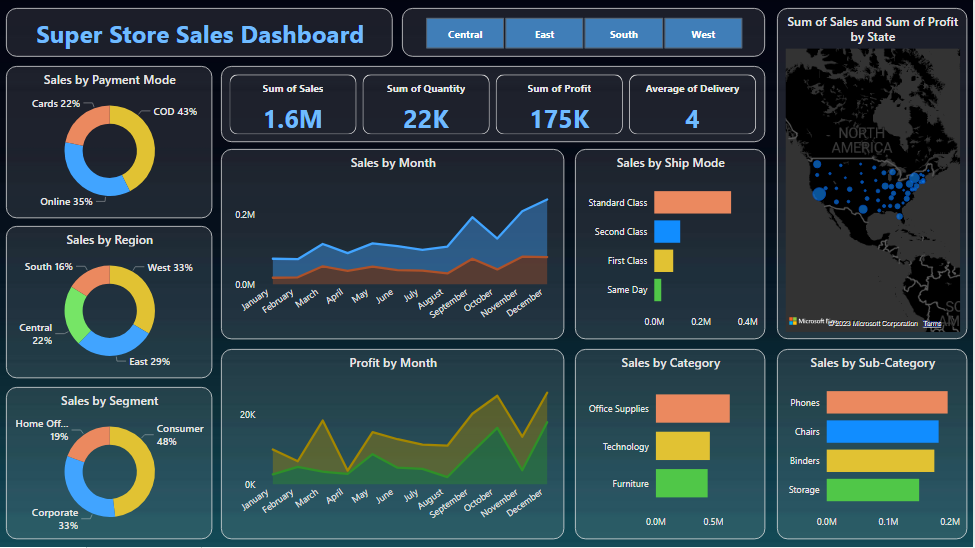 Super Store Sales Dashboard
Central
East
South
West
Sum of Sales and Sum of Profit
by State
Sales by Payment Mode
Cards 22%
COD 43%
Online 35%
Sum of Sales
1.6M
Sum of Quantity
22K
Sum of Profit
175K
Average of Delivery
4
NORTH
AMERICA
Microsoft
©2023 Microsoft Corporation
Terms
Sales by Month
0.2M
0.0M
January
February
March
April
May
June
July
August
September
October
November
December
Sales by Ship Mode
Standard Class
Second Class
First Class
Same Day
0.0M
0.2M
0.4M
Sales by Region
South 16%
West 33%
Central
22%
East 29%
Sales by Segment
Home Off...
19%
Consumer
48%
Corporate
33%
Profit by Month
20K
0K
January
February
March
April
May
June
July
August
September
October
November
December
Sales by Category
Office Supplies
Technology
Furniture
0.0M
0.5M
Sales by Sub-Category
Phones
Chairs
Binders
Storage
0.0M
0.1M
0.2M